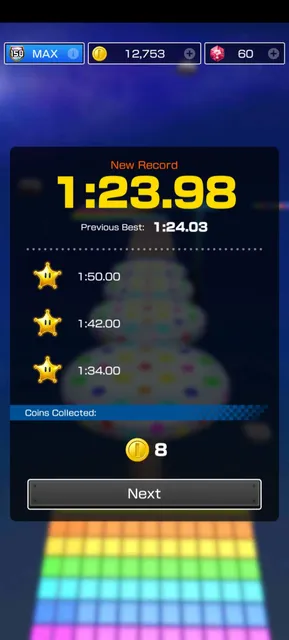 150 MAX 12,753 60
New Record
1:23.98
Previous Best: 1:24.03
1:50.00
1:42.00
1:34.00
Coins Collected:
8
Next